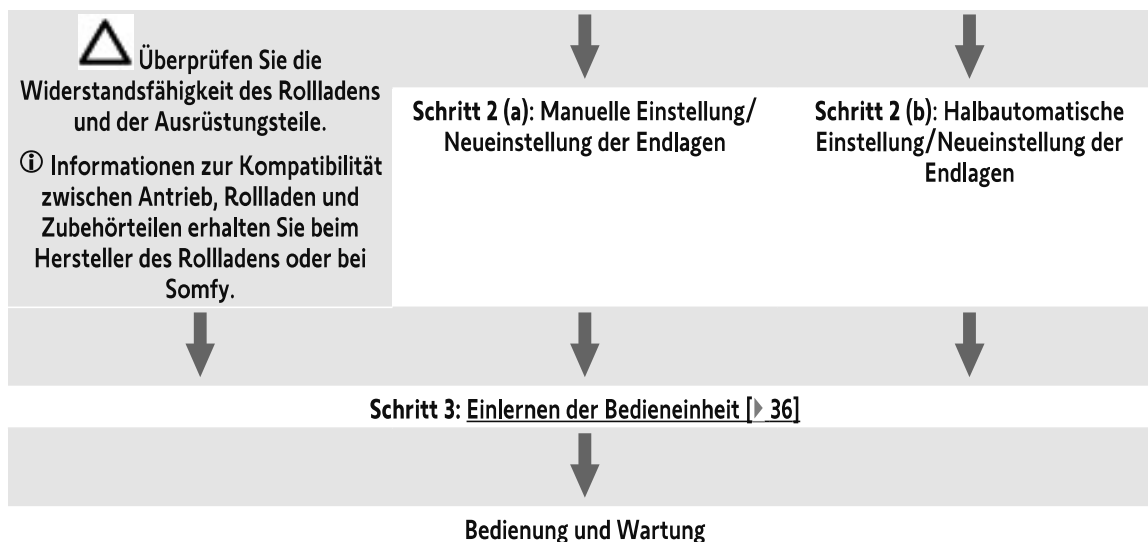 Überprüfen Sie die
Widerstandsfähigkeit des Rollladens
und der Ausrüstungsteile.
ⓘ Informationen zur Kompatibilität
zwischen Antrieb, Rollladen und
Zubehörteilen erhalten Sie beim
Hersteller des Rollladens oder bei
Somfy.
Schritt 2 (a): Manuelle Einstellung/
Neueinstellung der Endlagen
Schritt 2 (b): Halbautomatische
Einstellung/Neueinstellung der
Endlagen
Schritt 3: Einlernen der Bedieneinheit [▶ 36]
Bedienung und Wartung